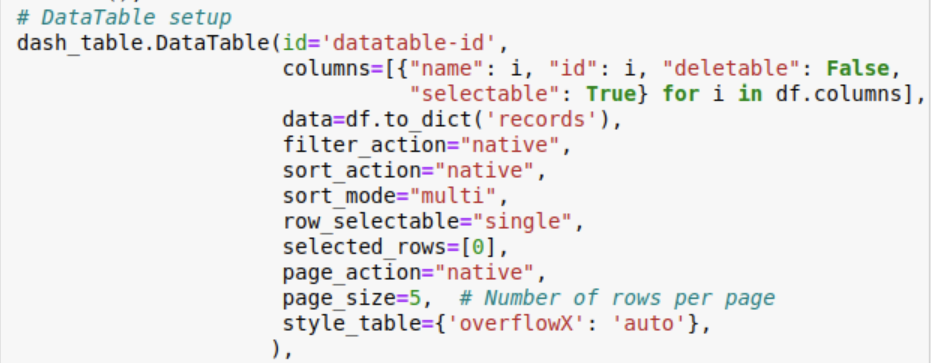 # DataTable setup
dash_table.DataTable(id='datatable-id',
                     columns=[{"name": i, "id": i, "deletable": False,
                               "selectable": True} for i in df.columns],
                     data=df.to_dict('records'),
                     filter_action="native",
                     sort_action="native",
                     sort_mode="multi",
                     row_selectable="single",
                     selected_rows=[0],
                     page_action="native",
                     page_size=5,  # Number of rows per page
                     style_table={'overflowX': 'auto'},
                    ),